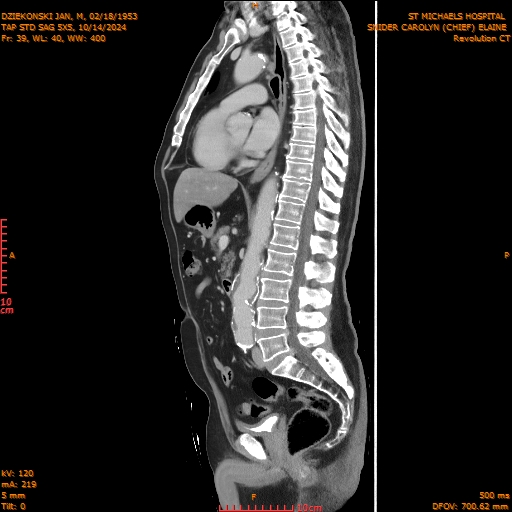 DZIEKONSKI JAN, M, 02/18/1953
TAP STD SAG 5X5, 10/14/2024
Fr: 39, WL: 40, WW: 400
ST MICHAELS HOSPITAL
SNIDER CAROLYN (CHIEF) ELAINE
Revolution CT
A
P
10
cm
kV: 120
mA: 219
5 mm
Tilt: 0
F
10cm
500 ms
DFOV: 700.62 mm